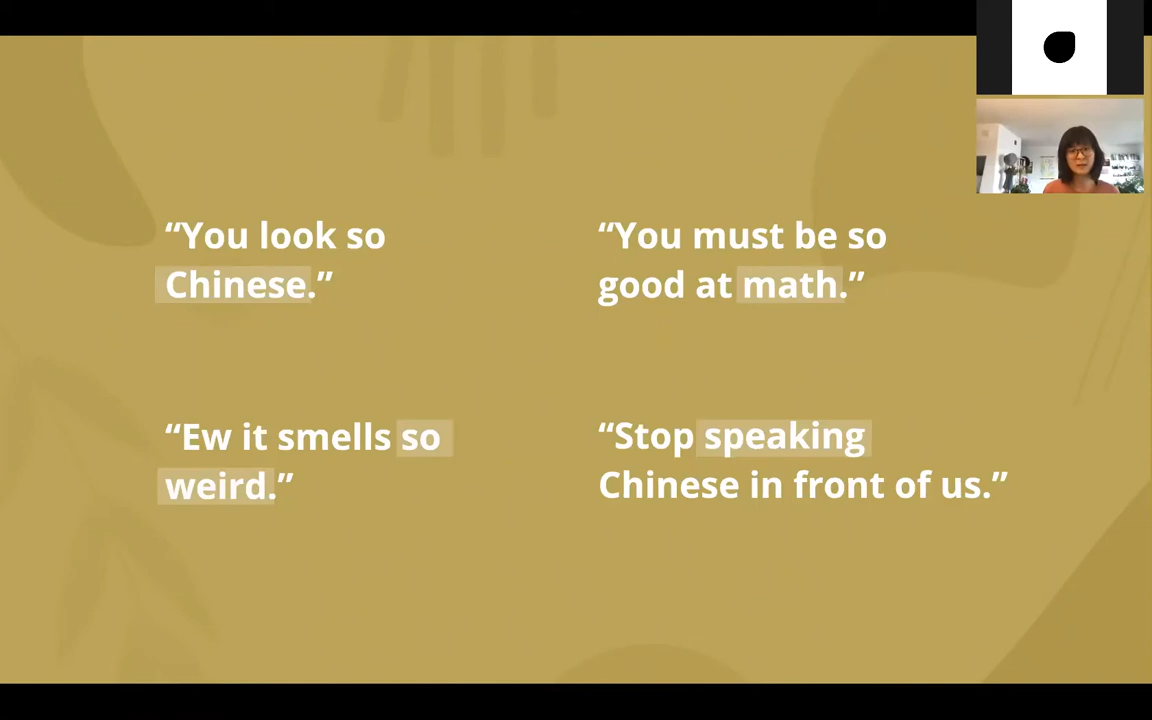 “You look so
Chinese.”
“You must be so
good at math.”
“Ew it smells so
weird.”
“Stop speaking
Chinese in front of us.”